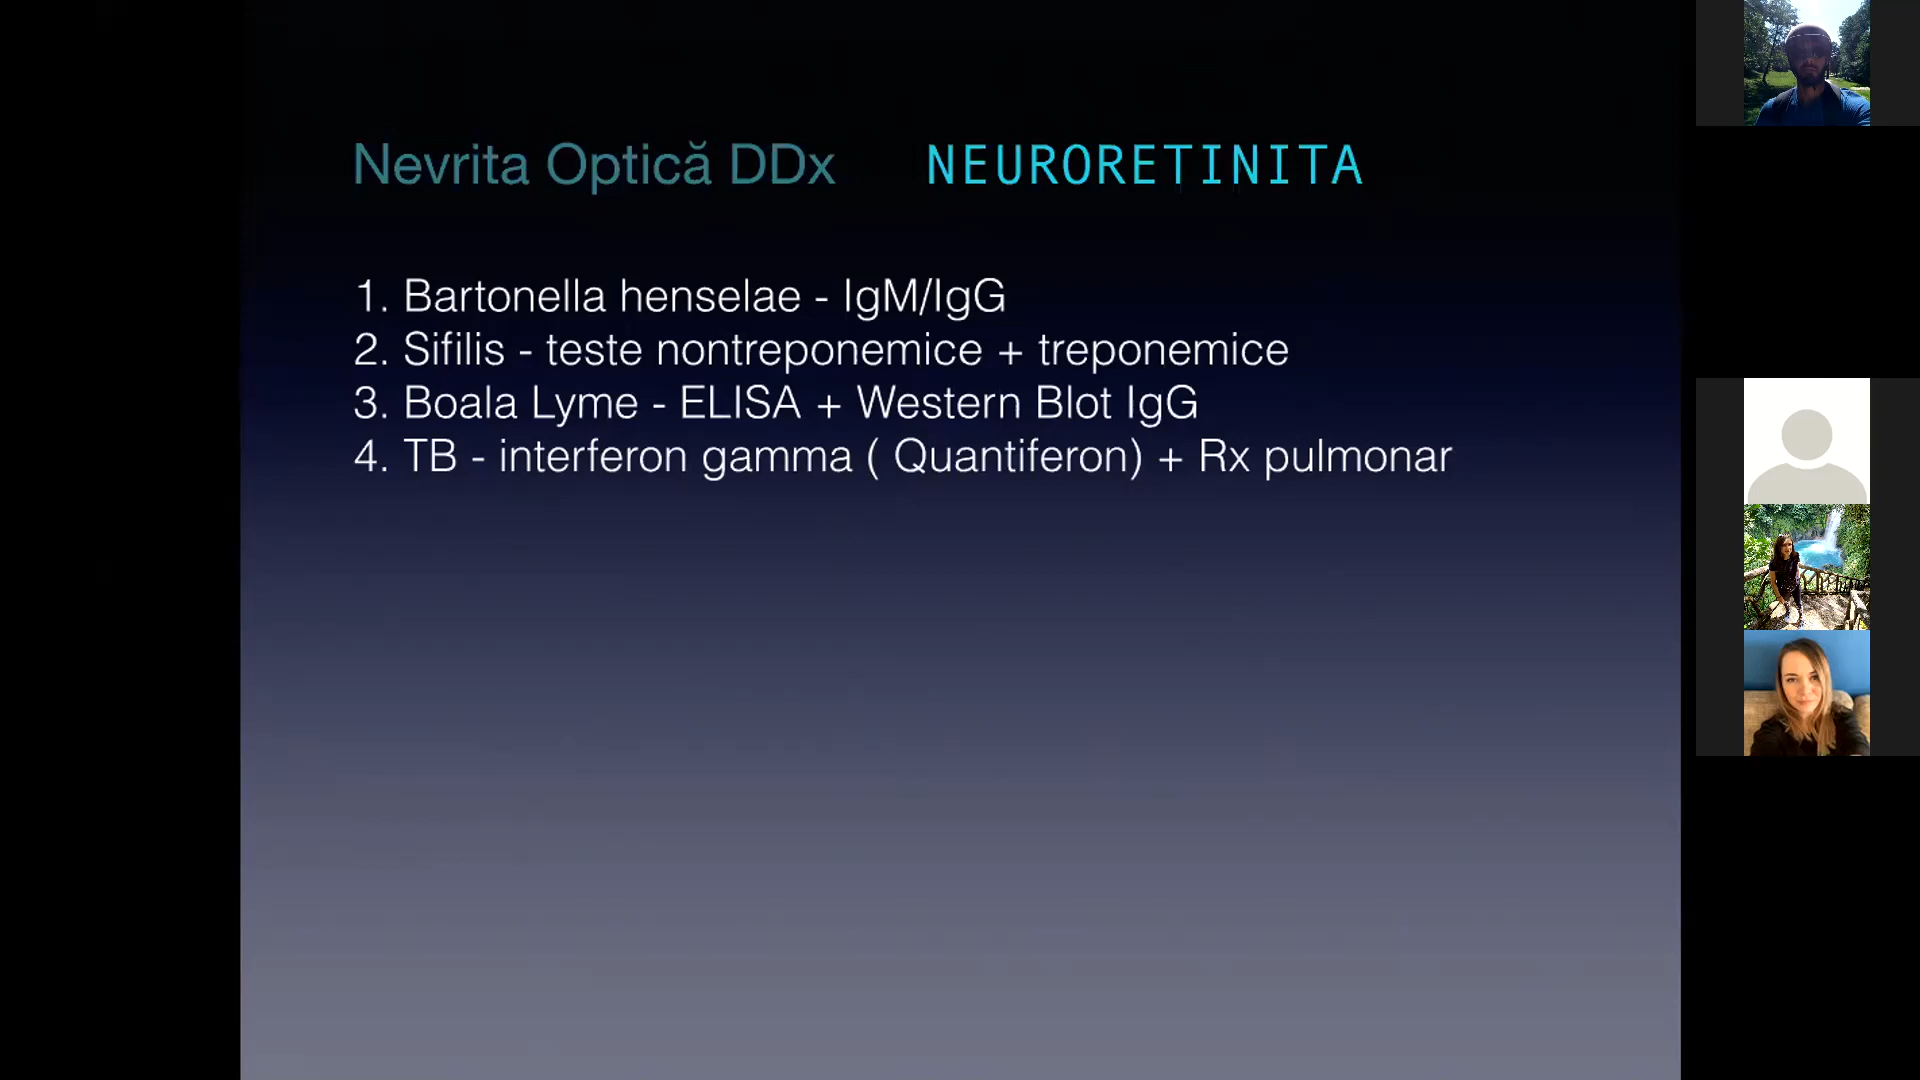 Nevrita Optică DDx NEURORETINITA
1. Bartonella henselae - IgM/IgG
2. Sifilis - teste nontreponemice + treponemice
3. Boala Lyme - ELISA + Western Blot IgG
4. TB - interferon gamma ( Quantiferon) + Rx pulmonar